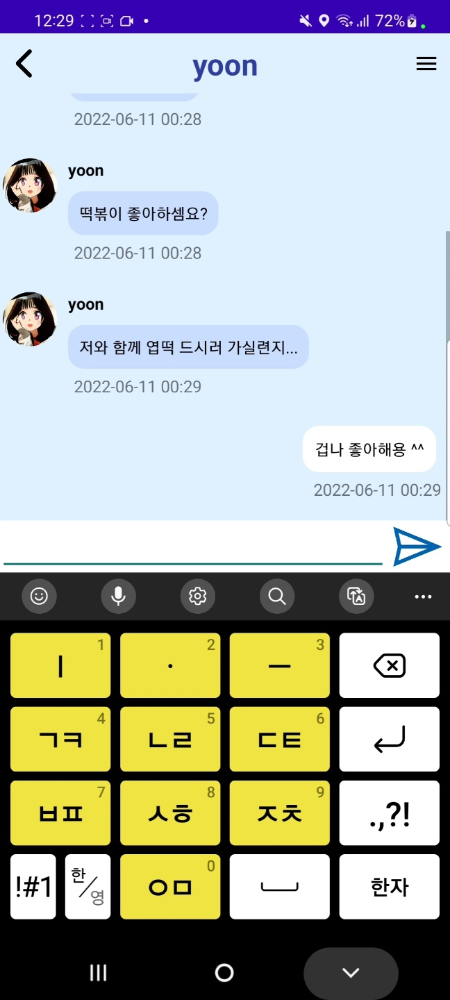 12:29
72%
yoon
2022-06-11 00:28
yoon
떡볶이 좋아하셈요?
2022-06-11 00:28
yoon
저와 함께 엽떡 드시러 가실련지...
2022-06-11 00:29
겁나 좋아해용 ^^
2022-06-11 00:29
ㅣ 1
· 2
ㅡ 3
ㄱㅋ 4
ㄴㄹ 5
ㄷㅌ 6
ㅂㅍ 7
ㅅㅎ 8
ㅈㅊ 9
.,?!
!#1
한/영
ㅇㅁ 0
한자